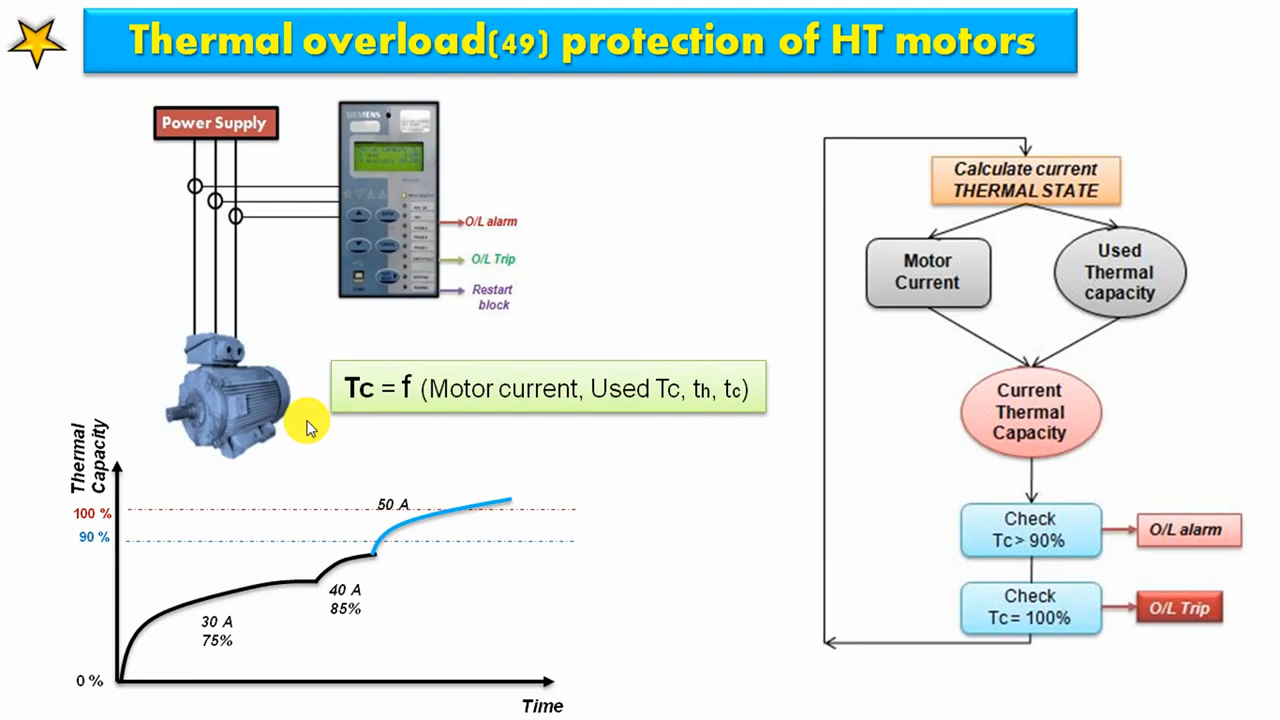 Thermal overload(49) protection of HT motors
Power Supply
SIEMENS
O/L alarm
O/L Trip
Restart
block
Tc = f (Motor current, Used Tc, th, tc)
Thermal
Capacity
100 %
90 %
0 %
30 A
75%
40 A
85%
50 A
Time
Calculate current
THERMAL STATE
Motor
Current
Used
Thermal
capacity
Current
Thermal
Capacity
Check
Tc > 90%
O/L alarm
Check
Tc = 100%
O/L Trip